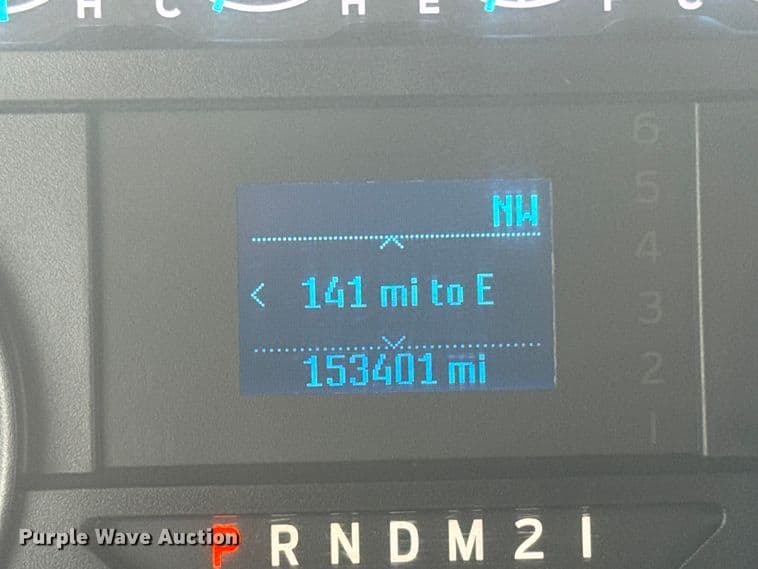 H C H E F C
6
5
4
3
2
1
NW
< 141 mi to E
153401 mi
P R N D M 2 1
Purple Wave Auction